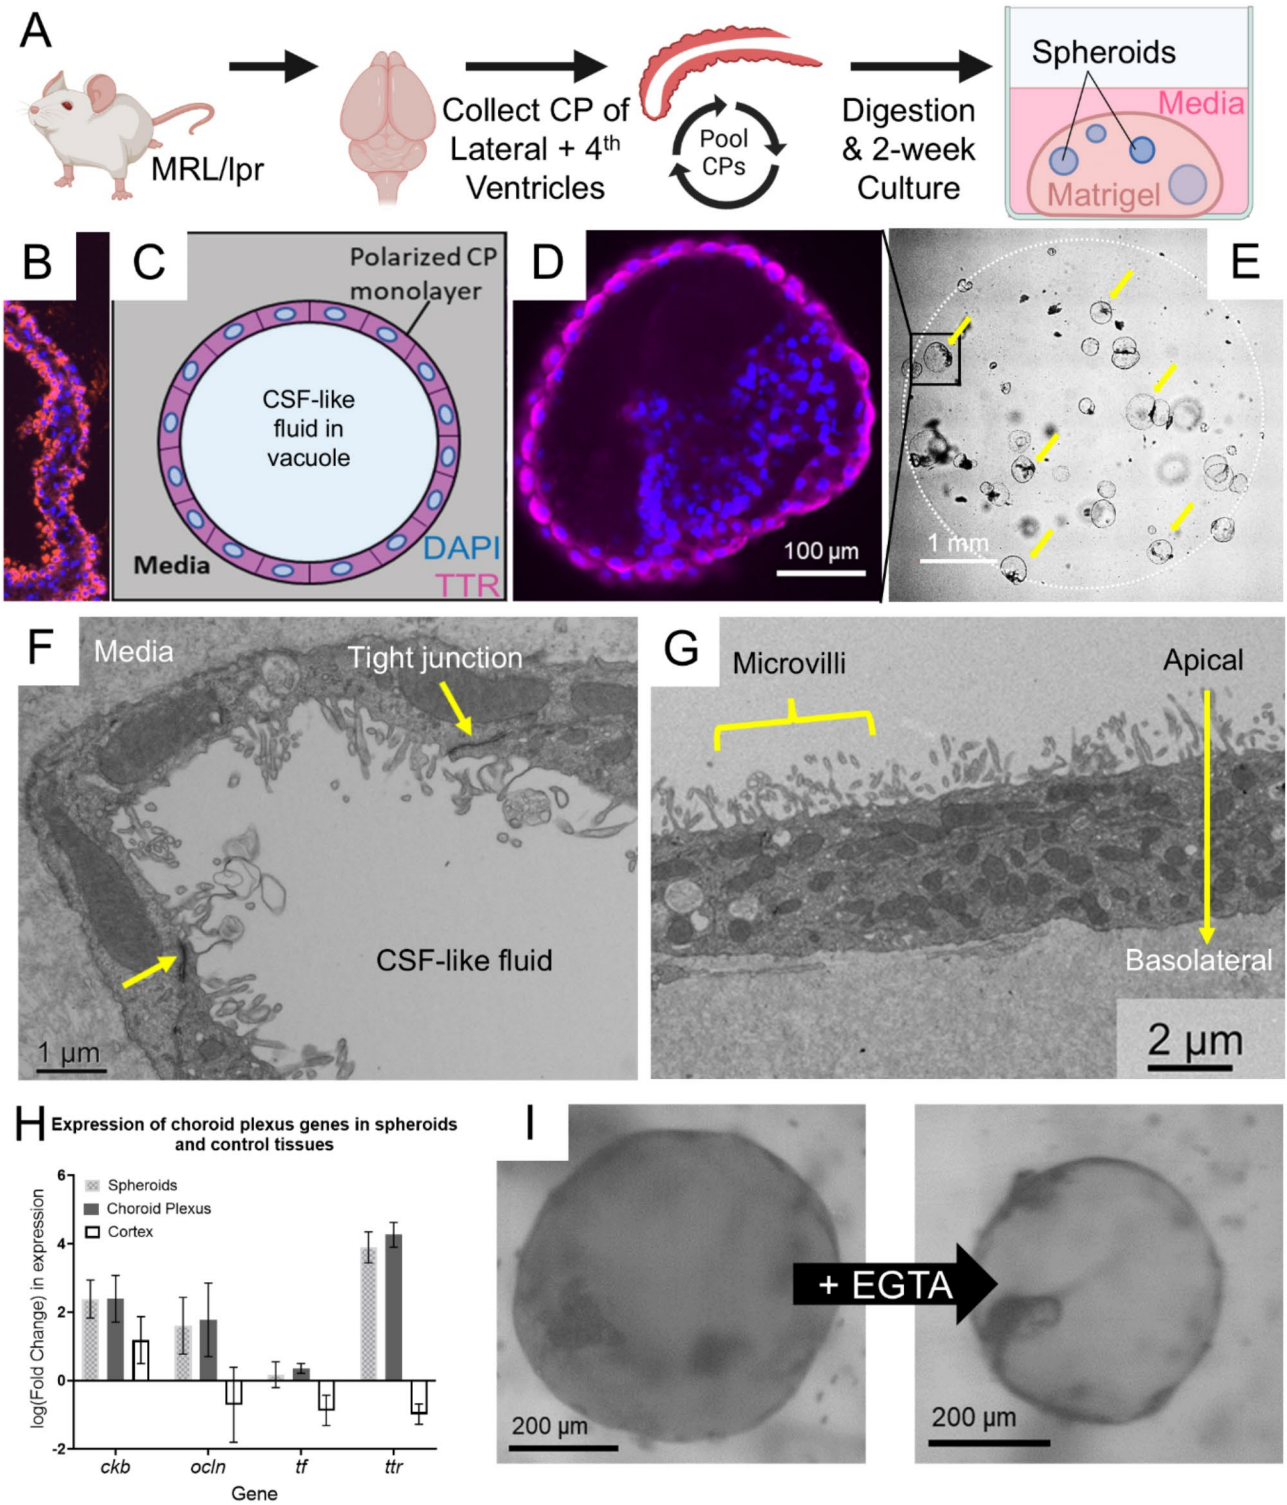 A
MRL/lpr
Collect CP of
Lateral + 4th
Ventricles
Pool
CPs
Digestion
& 2-week
Culture
Spheroids
Media
Matrigel
B
C
Polarized CP
monolayer
CSF-like
fluid in
vacuole
Media
DAPI
TTR
D
100 µm
E
1 mm
F
Media
Tight junction
CSF-like fluid
1 µm
G
Microvilli
Apical
Basolateral
2 µm
H
Expression of choroid plexus genes in spheroids
and control tissues
log(Fold Change) in expression
6
4
2
0
-2
Spheroids
Choroid Plexus
Cortex
ckb
ocln
tf
ttr
Gene
I
200 µm
+ EGTA
200 µm